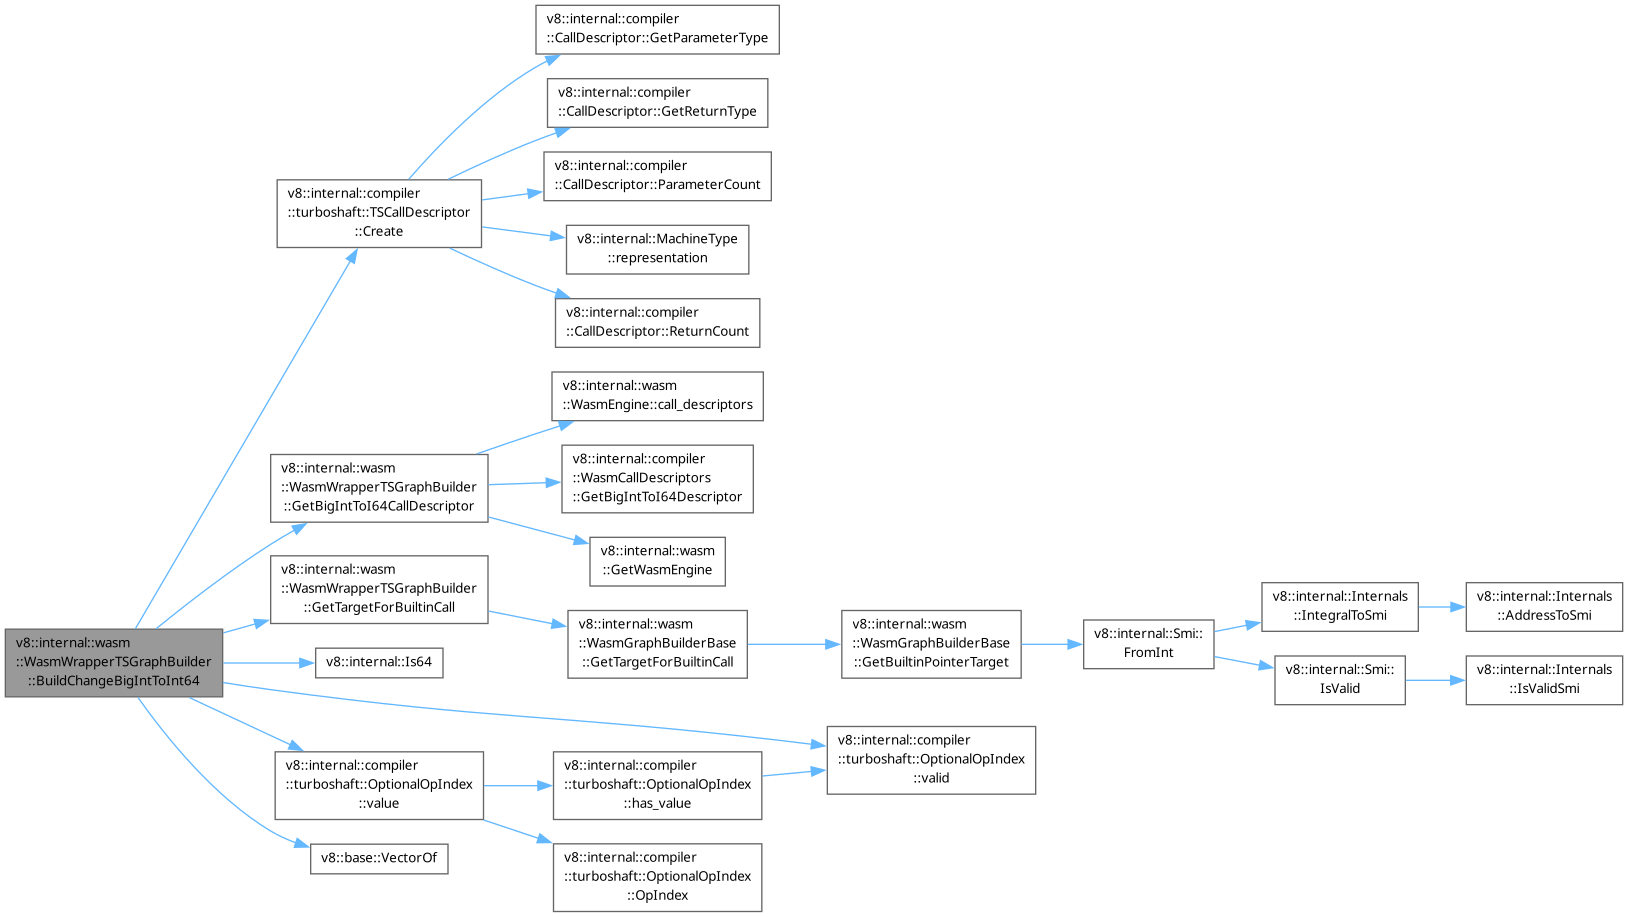 v8::internal::compiler
::CallDescriptor::GetParameterType
v8::internal::compiler
::CallDescriptor::GetReturnType
v8::internal::compiler
::CallDescriptor::ParameterCount
v8::internal::compiler
::turboshaft::TSCallDescriptor
::Create
v8::internal::MachineType
::representation
v8::internal::compiler
::CallDescriptor::ReturnCount
v8::internal::wasm
::WasmEngine::call_descriptors
v8::internal::wasm
::WasmWrapperTSGraphBuilder
::GetBigIntToI64CallDescriptor
v8::internal::compiler
::WasmCallDescriptors
::GetBigIntToI64Descriptor
v8::internal::wasm
::GetWasmEngine
v8::internal::wasm
::WasmWrapperTSGraphBuilder
::GetTargetForBuiltinCall
v8::internal::wasm
::WasmGraphBuilderBase
::GetTargetForBuiltinCall
v8::internal::wasm
::WasmGraphBuilderBase
::GetBuiltinPointerTarget
v8::internal::Smi::
FromInt
v8::internal::Internals
::IntegralToSmi
v8::internal::Internals
::AddressToSmi
v8::internal::Smi::
IsValid
v8::internal::Internals
::IsValidSmi
v8::internal::wasm
::WasmWrapperTSGraphBuilder
::BuildChangeBigIntToInt64
v8::internal::Is64
v8::internal::compiler
::turboshaft::OptionalOpIndex
::value
v8::internal::compiler
::turboshaft::OptionalOpIndex
::has_value
v8::internal::compiler
::turboshaft::OptionalOpIndex
::valid
v8::internal::compiler
::turboshaft::OptionalOpIndex
::OpIndex
v8::base::VectorOf